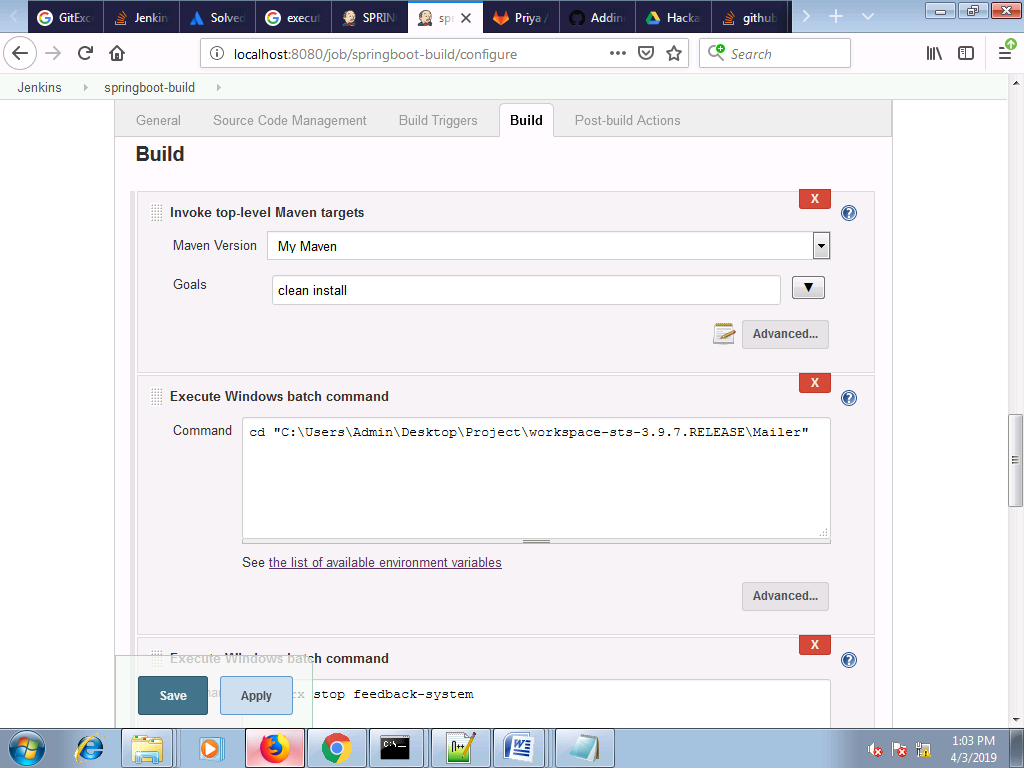 GitExc
Jenkin
Solved
execut
SPRIN
spr
Priya /
Addin
Hacka
github
localhost:8080/job/springboot-build/configure
Search
Jenkins
springboot-build
General
Source Code Management
Build Triggers
Build
Post-build Actions
Build
X
Invoke top-level Maven targets
Maven Version
My Maven
Goals
clean install
Advanced...
X
Execute Windows batch command
Command
cd "C:\Users\Admin\Desktop\Project\workspace-sts-3.9.7.RELEASE\Mailer"
See the list of available environment variables
Advanced...
X
Execute Windows batch command
stop feedback-system
Save
Apply
1:03 PM
4/3/2019